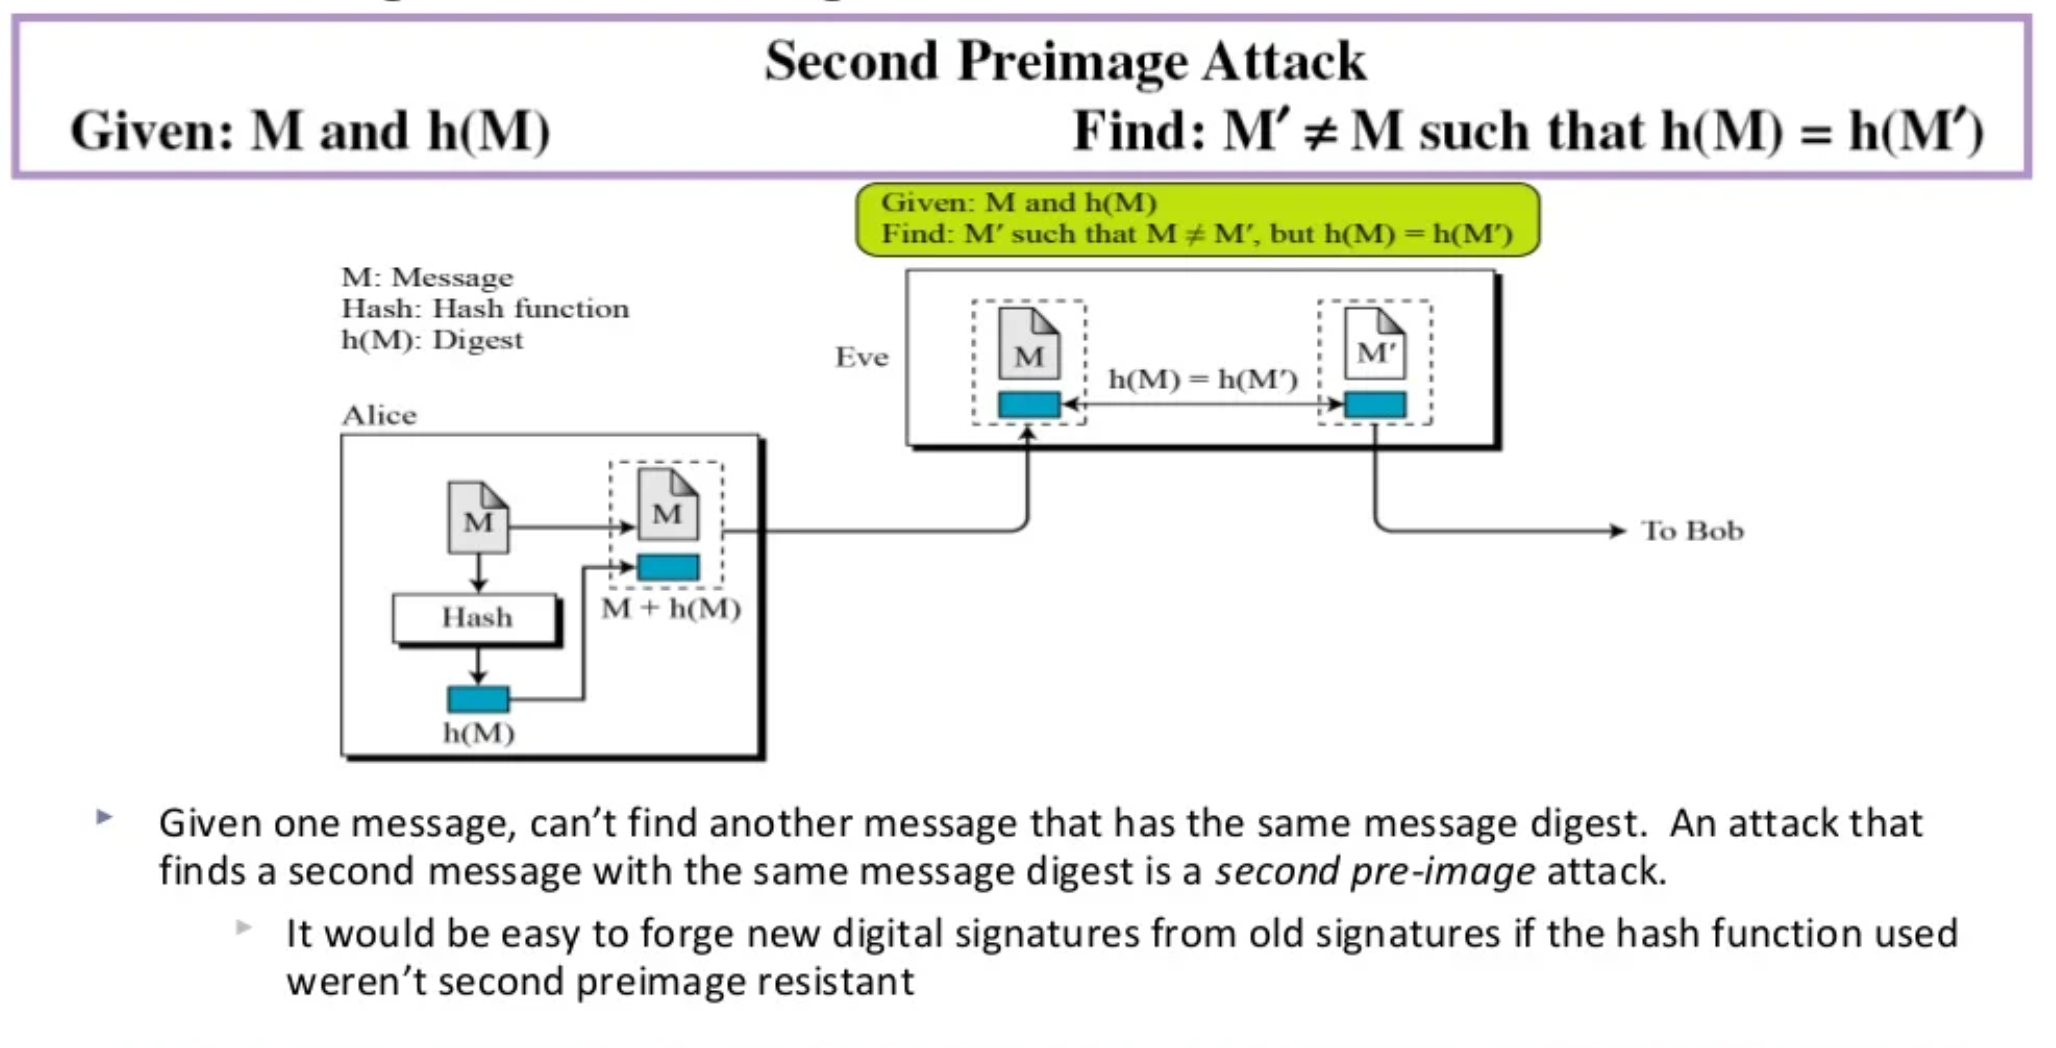 Second Preimage Attack
Given: M and h(M) Find: M′ ≠ M such that h(M) = h(M′)
Given: M and h(M)
Find: M′ such that M ≠ M′, but h(M) = h(M′)
M: Message
Hash: Hash function
h(M): Digest
Eve
M
M′
h(M) = h(M′)
Alice
M
M
Hash
M + h(M)
h(M)
To Bob
Given one message, can’t find another message that has the same message digest. An attack that
finds a second message with the same message digest is a second pre-image attack.
It would be easy to forge new digital signatures from old signatures if the hash function used
weren’t second preimage resistant